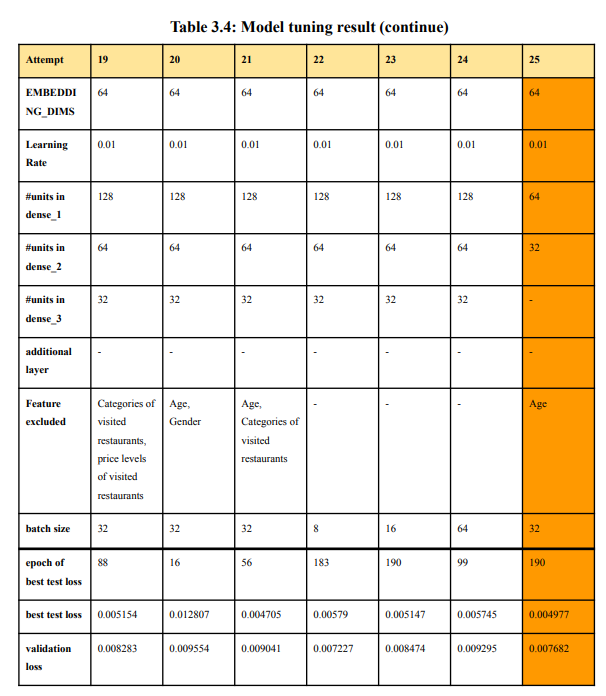 Table 3.4: Model tuning result (continue)
Attempt 19 20 21 22 23 24 25
EMBEDDI
NG_DIMS 64 64 64 64 64 64 64
Learning
Rate 0.01 0.01 0.01 0.01 0.01 0.01 0.01
#units in
dense_1 128 128 128 128 128 128 64
#units in
dense_2 64 64 64 64 64 64 32
#units in
dense_3 32 32 32 32 32 32 -
additional
layer - - - - - - -
Feature
excluded
Categories of
visited
restaurants,
price levels
of visited
restaurants
Age,
Gender
Age,
Categories of
visited
restaurants
- - - Age
batch size 32 32 32 8 16 64 32
epoch of
best test loss 88 16 56 183 190 99 190
best test loss 0.005154 0.012807 0.004705 0.00579 0.005147 0.005745 0.004977
validation
loss 0.008283 0.009554 0.009041 0.007227 0.008474 0.009295 0.007682